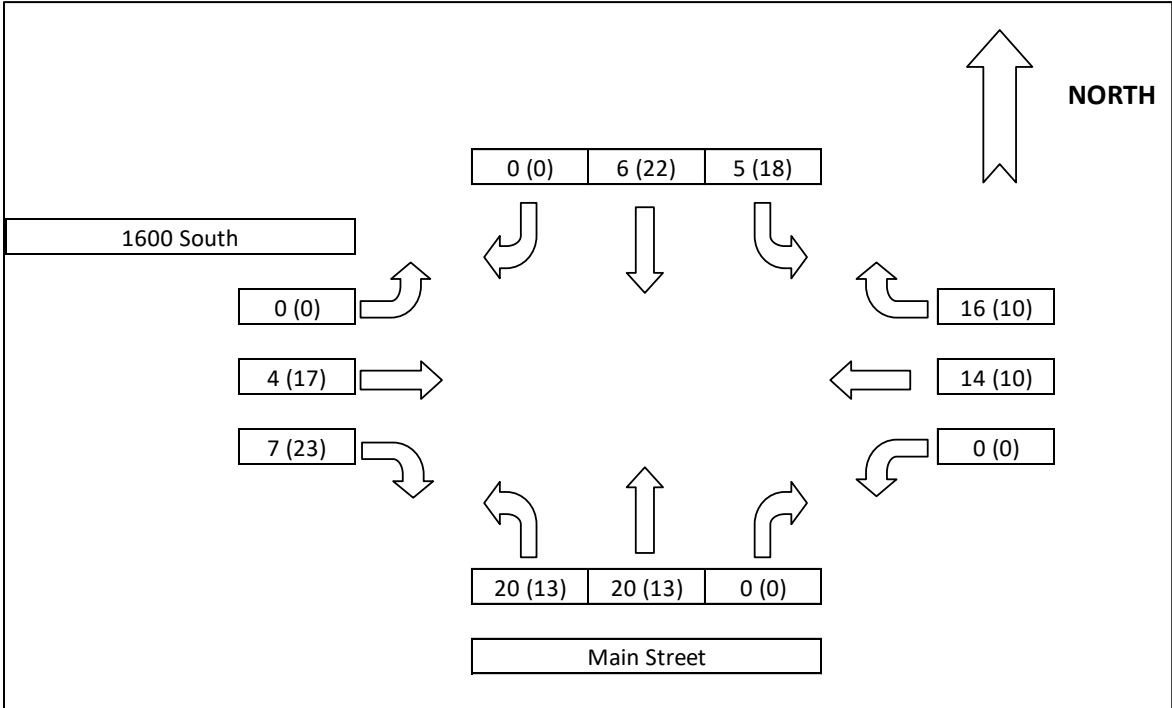 NORTH
0 (0) 6 (22) 5 (18)
1600 South
0 (0) 16 (10)
4 (17) 14 (10)
7 (23) 0 (0)
20 (13) 20 (13) 0 (0)
Main Street